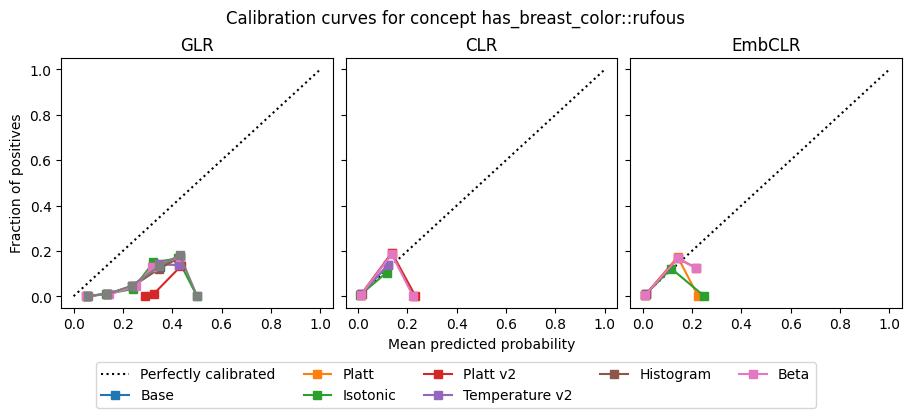 Calibration curves for concept has_breast_color::rufous
GLR
CLR
EmbCLR
Fraction of positives
1.0
0.8
0.6
0.4
0.2
0.0
0.0 0.2 0.4 0.6 0.8 1.0
0.0 0.2 0.4 0.6 0.8 1.0
0.0 0.2 0.4 0.6 0.8 1.0
Mean predicted probability
Perfectly calibrated
Base
Platt
Isotonic
Platt v2
Temperature v2
Histogram
Beta